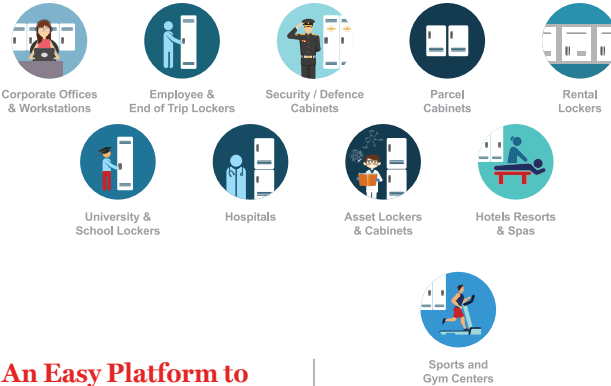 Corporate Offices
& Workstations
Employee &
End of Trip Lockers
Security / Defence
Cabinets
Parcel
Cabinets
Rental
Lockers
University &
School Lockers
Hospitals
Asset Lockers
& Cabinets
Hotels Resorts
& Spas
Sports and
Gym Centers
An Easy Platform to